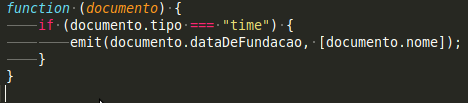 function (documento) {
    if (documento.tipo === "time") {
        emit(documento.dataDeFundacao, [documento.nome]);
    }
}